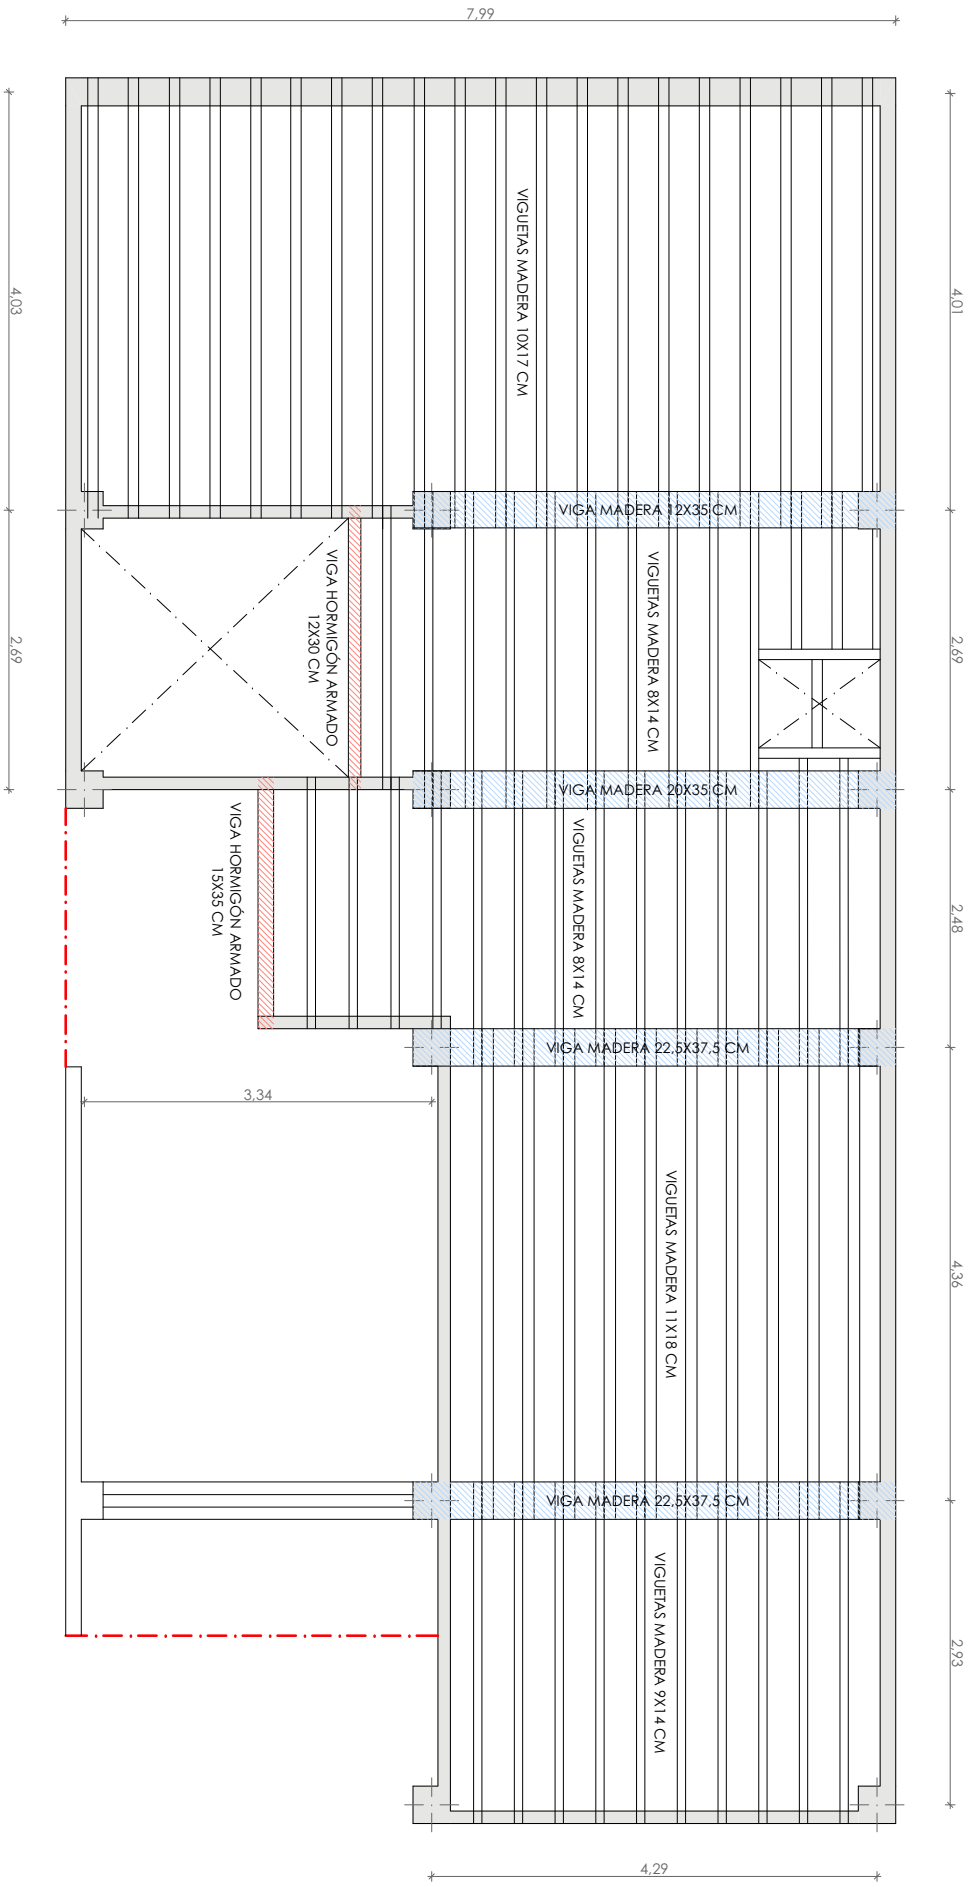 7,99
4,03
4,01
VIGUETAS MADERA 10X17 CM
VIGA MADERA 12X35 CM
VIGA HORMIGÓN ARMADO
12X30 CM
VIGUETAS MADERA 8X14 CM
2,69
2,69
VIGA MADERA 20X35 CM
VIGA HORMIGÓN ARMADO
15X35 CM
VIGUETAS MADERA 8X14 CM
2,48
VIGA MADERA 22,5X37,5 CM
3,34
VIGUETAS MADERA 11X18 CM
4,36
VIGA MADERA 22,5X37,5 CM
VIGUETAS MADERA 9X14 CM
2,93
4,29